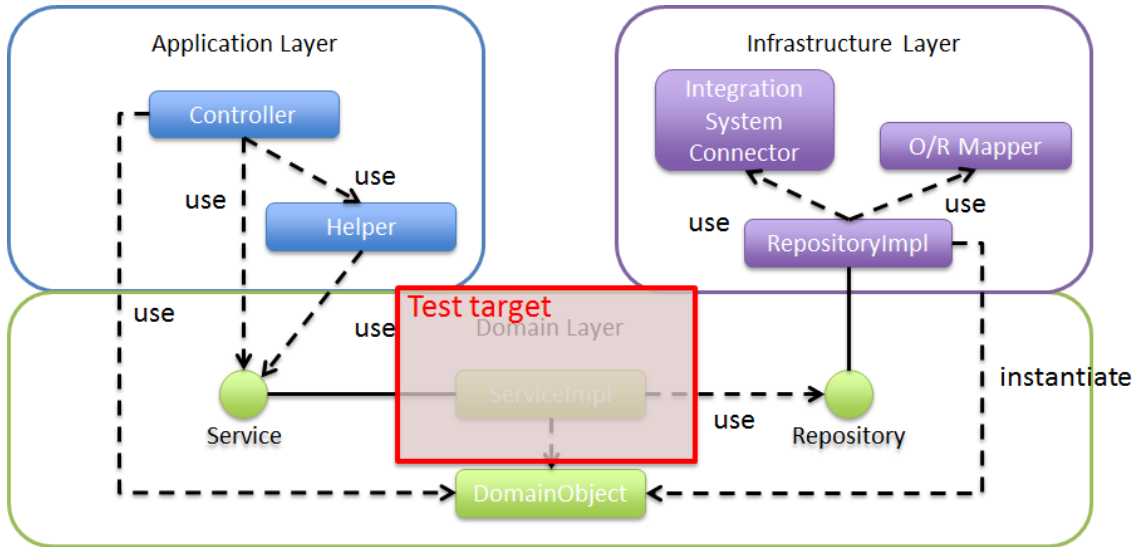 Application Layer
Infrastructure Layer
Controller
Integration
System
Connector
O/R Mapper
use
use
Helper
use
use
RepositoryImpl
use
use
Test target
Domain Layer
ServiceImpl
use
instantiate
Service
Repository
DomainObject